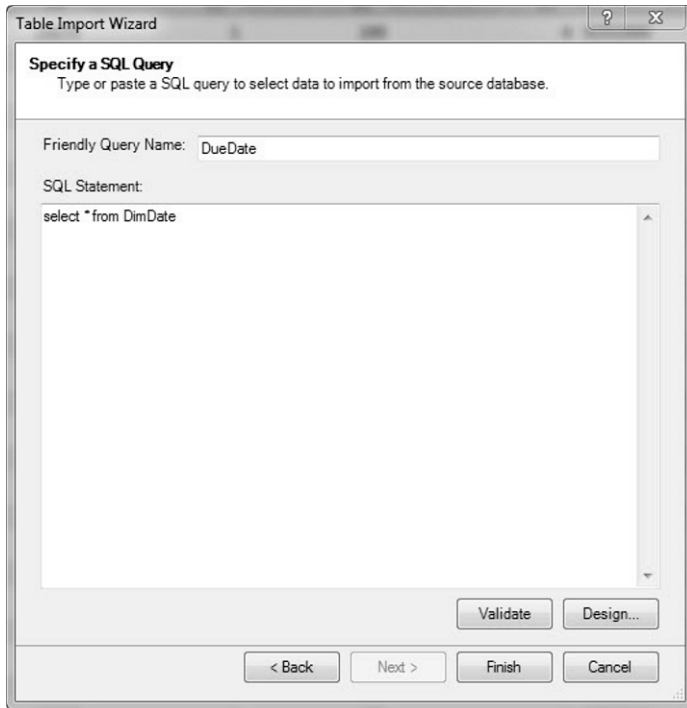 Table Import Wizard
Specify a SQL Query
Type or paste a SQL query to select data to import from the source database.
Friendly Query Name: DueDate
SQL Statement:
select * from DimDate
Validate Design...
< Back Next > Finish Cancel